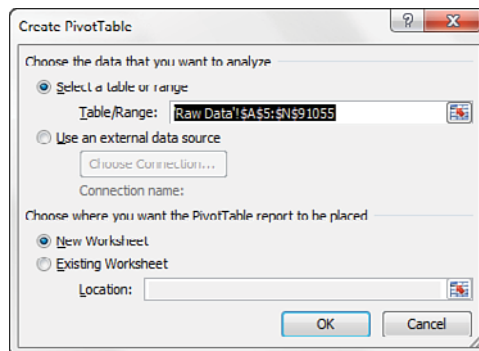 Create PivotTable
?
X
Choose the data that you want to analyze
Select a table or range
Table/Range: 'Raw Data'!$A$5:$N$91055
Use an external data source
Choose Connection...
Connection name:
Choose where you want the PivotTable report to be placed
New Worksheet
Existing Worksheet
Location:
OK Cancel